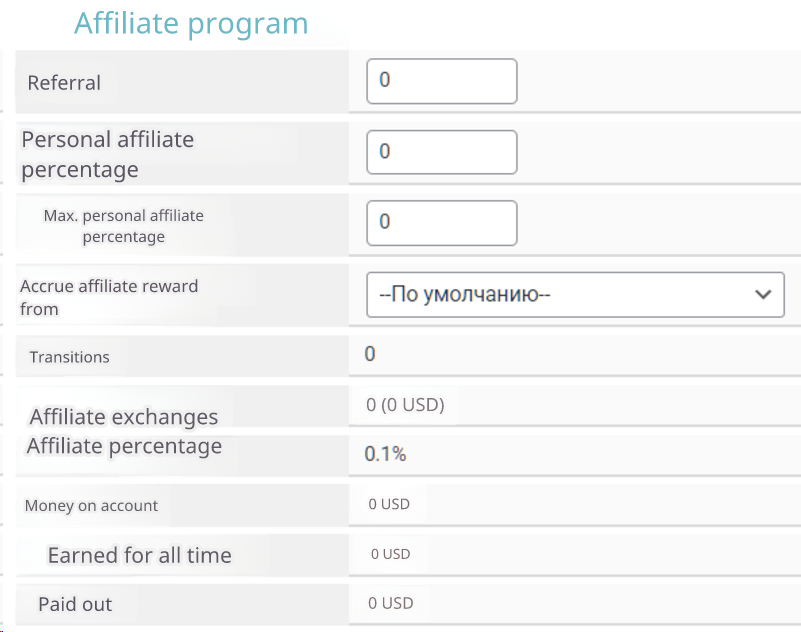 Affiliate program
Referral
0
Personal affiliate
percentage
0
Max. personal affiliate
percentage
0
Accrue affiliate reward
from
--По умолчанию--
Transitions
0
Affiliate exchanges
0 (0 USD)
Affiliate percentage
0.1%
Money on account
0 USD
Earned for all time
0 USD
Paid out
0 USD